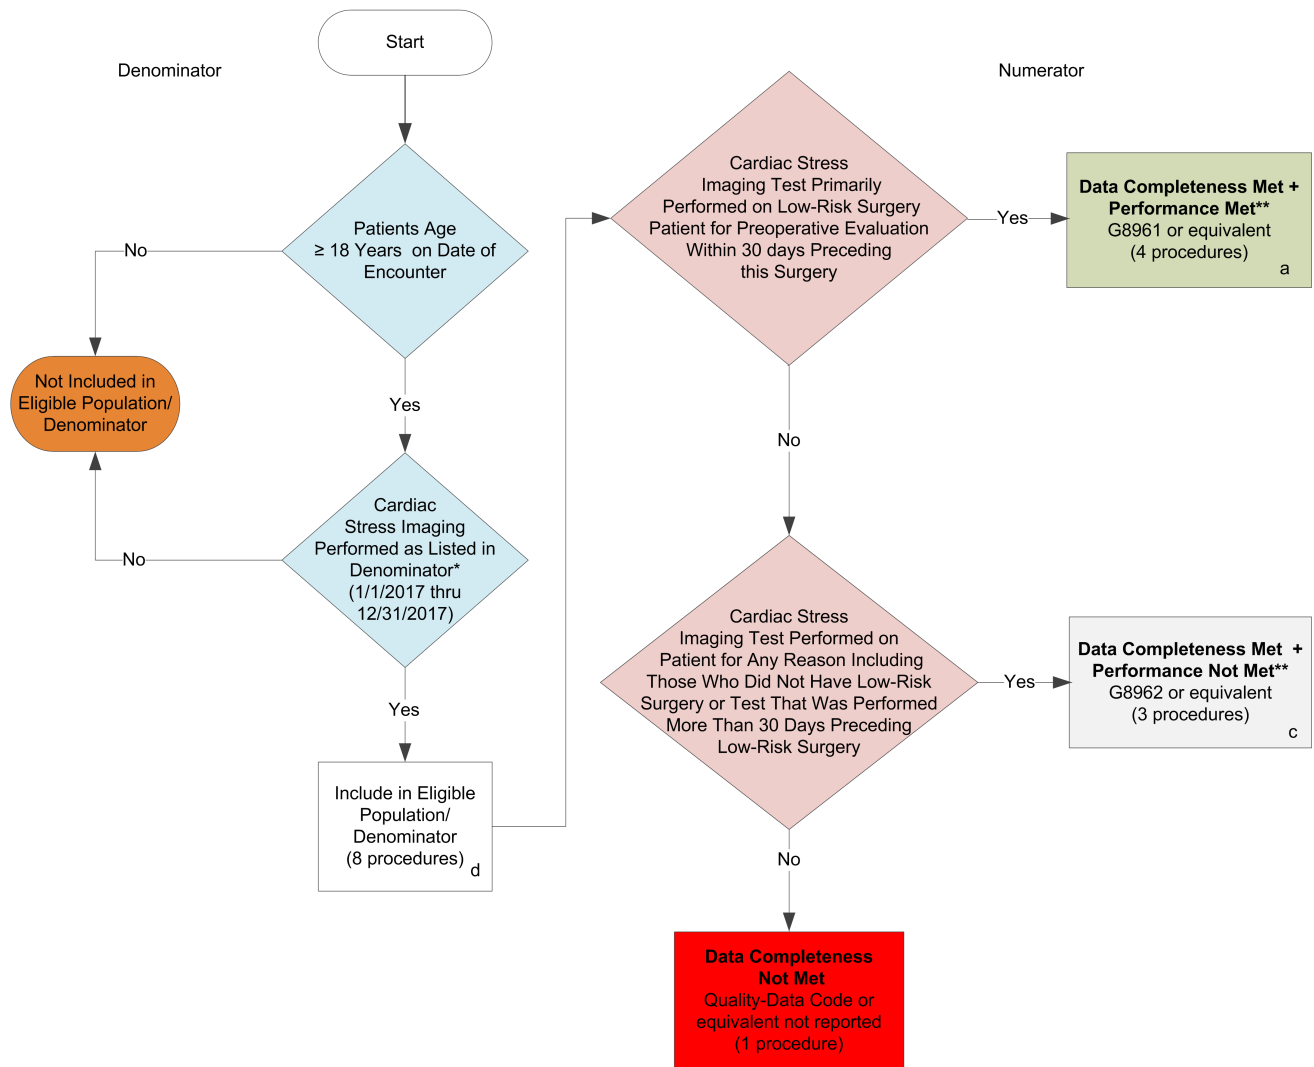 Start
Denominator
Numerator
Patients Age
≥ 18 Years on Date of
Encounter
No
Not Included in
Eligible Population/
Denominator
Yes
Cardiac
Stress Imaging
Performed as Listed in
Denominator*
(1/1/2017 thru
12/31/2017)
No
Yes
Include in Eligible
Population/
Denominator
(8 procedures)
d
Cardiac Stress
Imaging Test Primarily
Performed on Low-Risk Surgery
Patient for Preoperative Evaluation
Within 30 days Preceding
this Surgery
Yes
Data Completeness Met +
Performance Met**
G8961 or equivalent
(4 procedures)
a
No
Cardiac Stress
Imaging Test Performed on
Patient for Any Reason Including
Those Who Did Not Have Low-Risk
Surgery or Test That Was Performed
More Than 30 Days Preceding
Low-Risk Surgery
Yes
Data Completeness Met +
Performance Not Met**
G8962 or equivalent
(3 procedures)
c
No
Data Completeness
Not Met
Quality-Data Code or
equivalent not reported
(1 procedure)